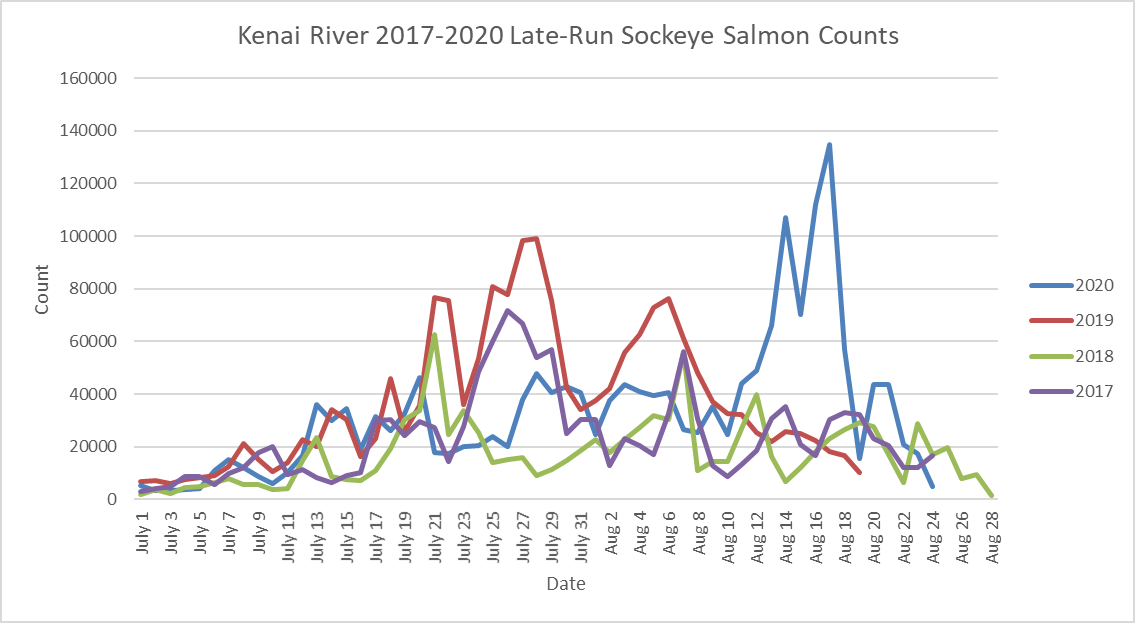 Kenai River 2017-2020 Late-Run Sockeye Salmon Counts
160000
140000
120000
100000
80000
60000
40000
20000
0
Count
2020
2019
2018
2017
July 1
July 3
July 5
July 7
July 9
July 11
July 13
July 15
July 17
July 19
July 21
July 23
July 25
July 27
July 29
July 31
Aug 2
Aug 4
Aug 6
Aug 8
Aug 10
Aug 12
Aug 14
Aug 16
Aug 18
Aug 20
Aug 22
Aug 24
Aug 26
Aug 28
Date